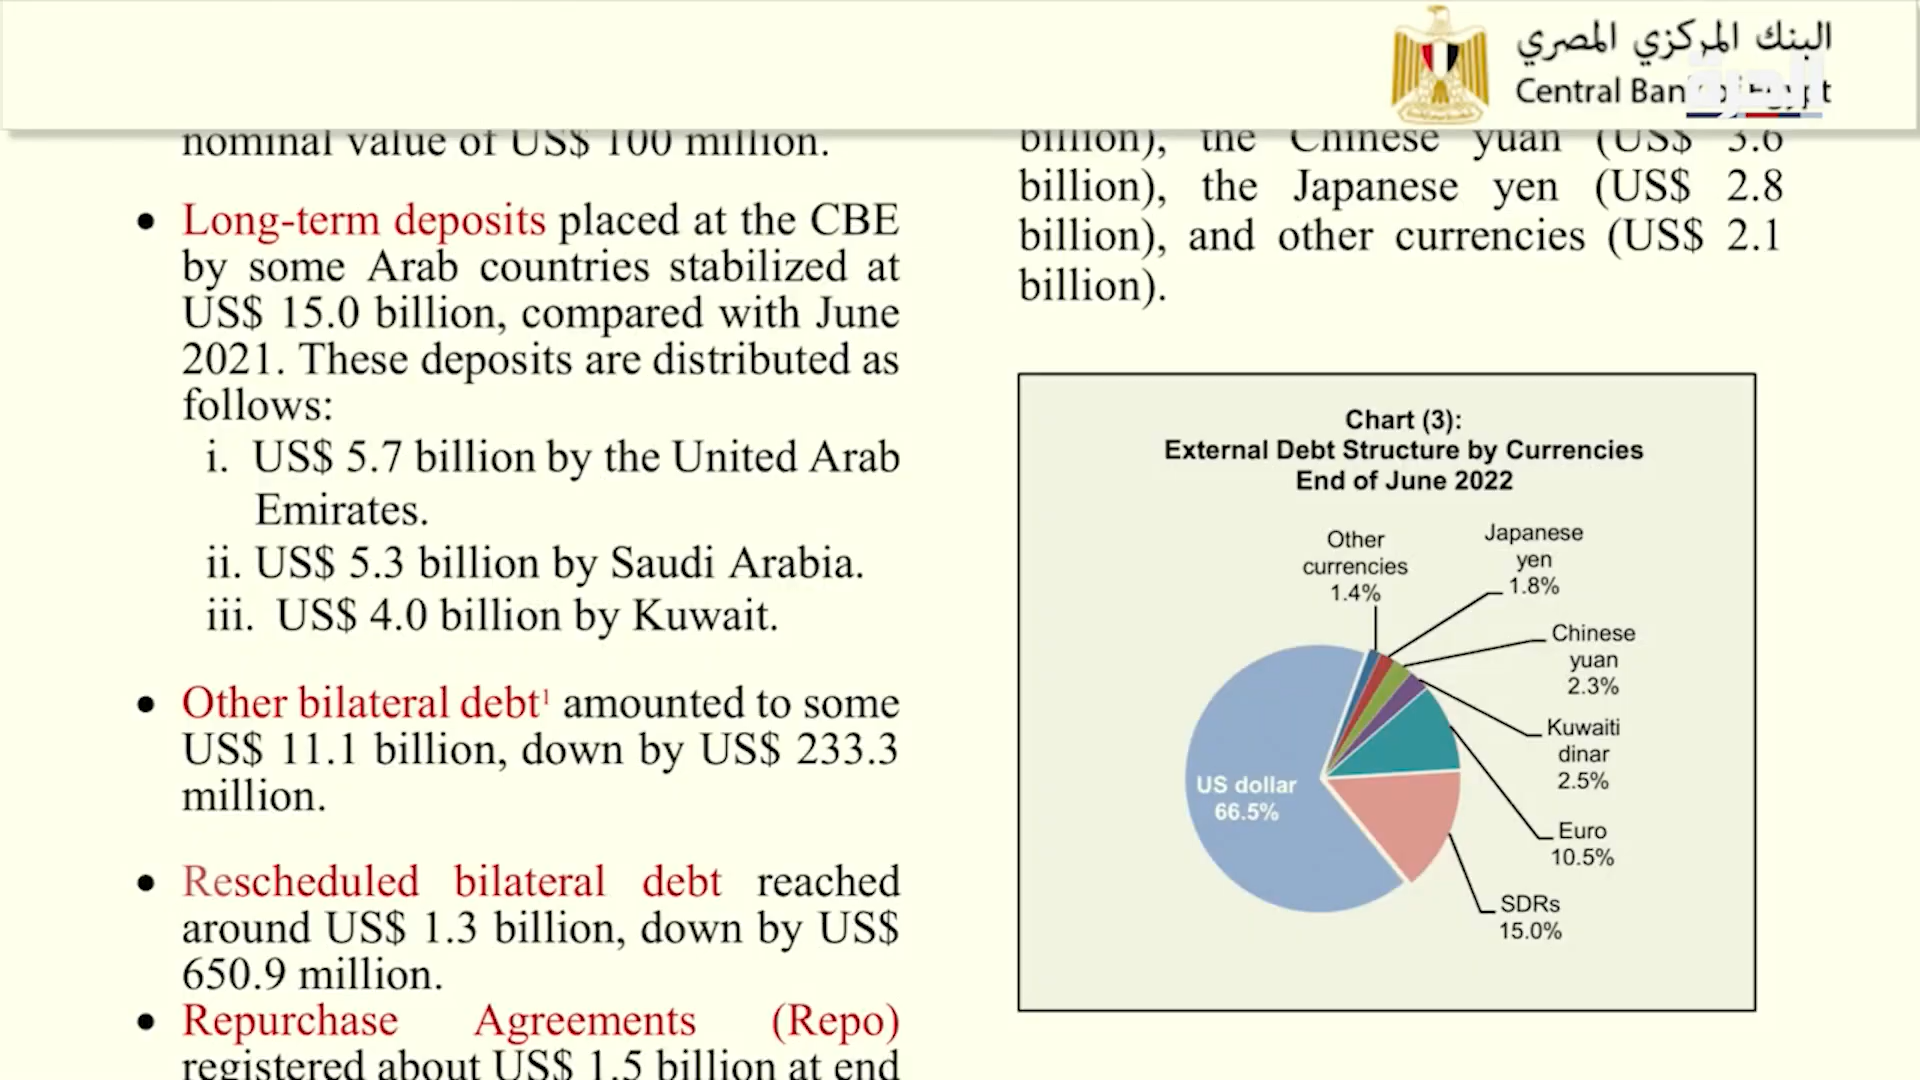 البنك المركزي المصري
Central Bank of Egypt
الحرة
nominal value of US$ 100 million.
• Long-term deposits placed at the CBE
by some Arab countries stabilized at
US$ 15.0 billion, compared with June
2021. These deposits are distributed as
follows:
i. US$ 5.7 billion by the United Arab
Emirates.
ii. US$ 5.3 billion by Saudi Arabia.
iii. US$ 4.0 billion by Kuwait.
• Other bilateral debt¹ amounted to some
US$ 11.1 billion, down by US$ 233.3
million.
• Rescheduled bilateral debt reached
around US$ 1.3 billion, down by US$
650.9 million.
• Repurchase Agreements (Repo)
registered about US$ 1.5 billion at end
billion), the Chinese yuan (US$ 3.6
billion), the Japanese yen (US$ 2.8
billion), and other currencies (US$ 2.1
billion).
Chart (3):
External Debt Structure by Currencies
End of June 2022
Other
currencies
1.4%
Japanese
yen
1.8%
Chinese
yuan
2.3%
Kuwaiti
dinar
2.5%
Euro
10.5%
SDRs
15.0%
US dollar
66.5%